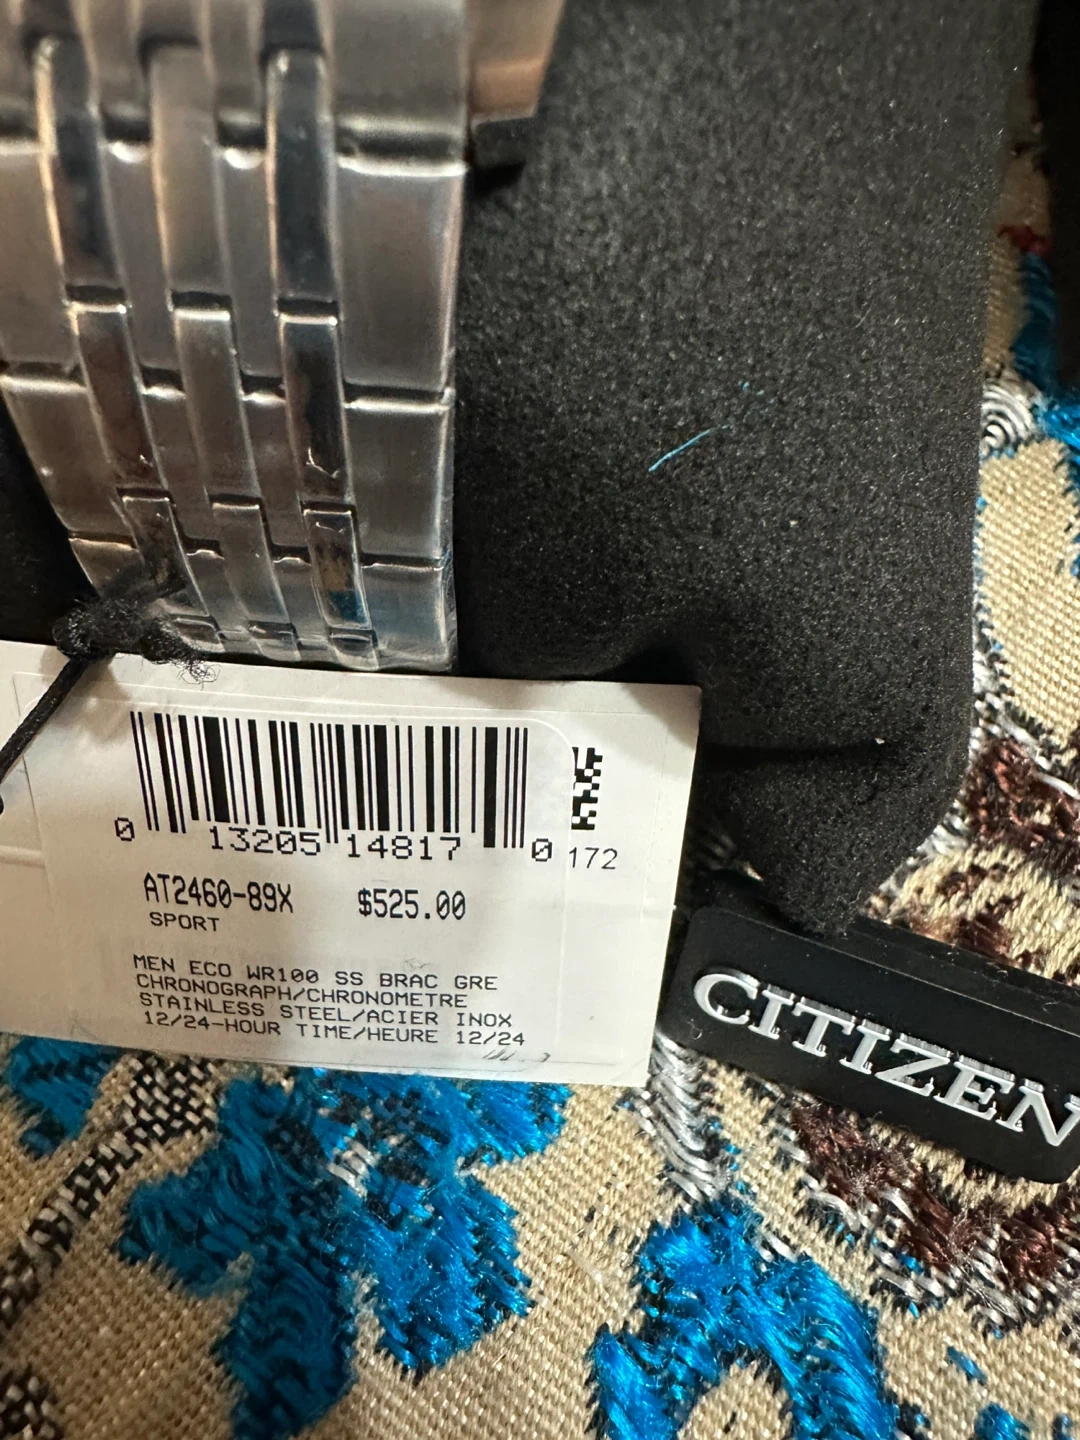 0 13205 14817 0 172
AT2460-89X $525.00
SPORT
MEN ECO WR100 SS BRAC GRE
CHRONOGRAPH/CHRONOMETRE
STAINLESS STEEL/ACIER INOX
12/24-HOUR TIME/HEURE 12/24
CITIZEN